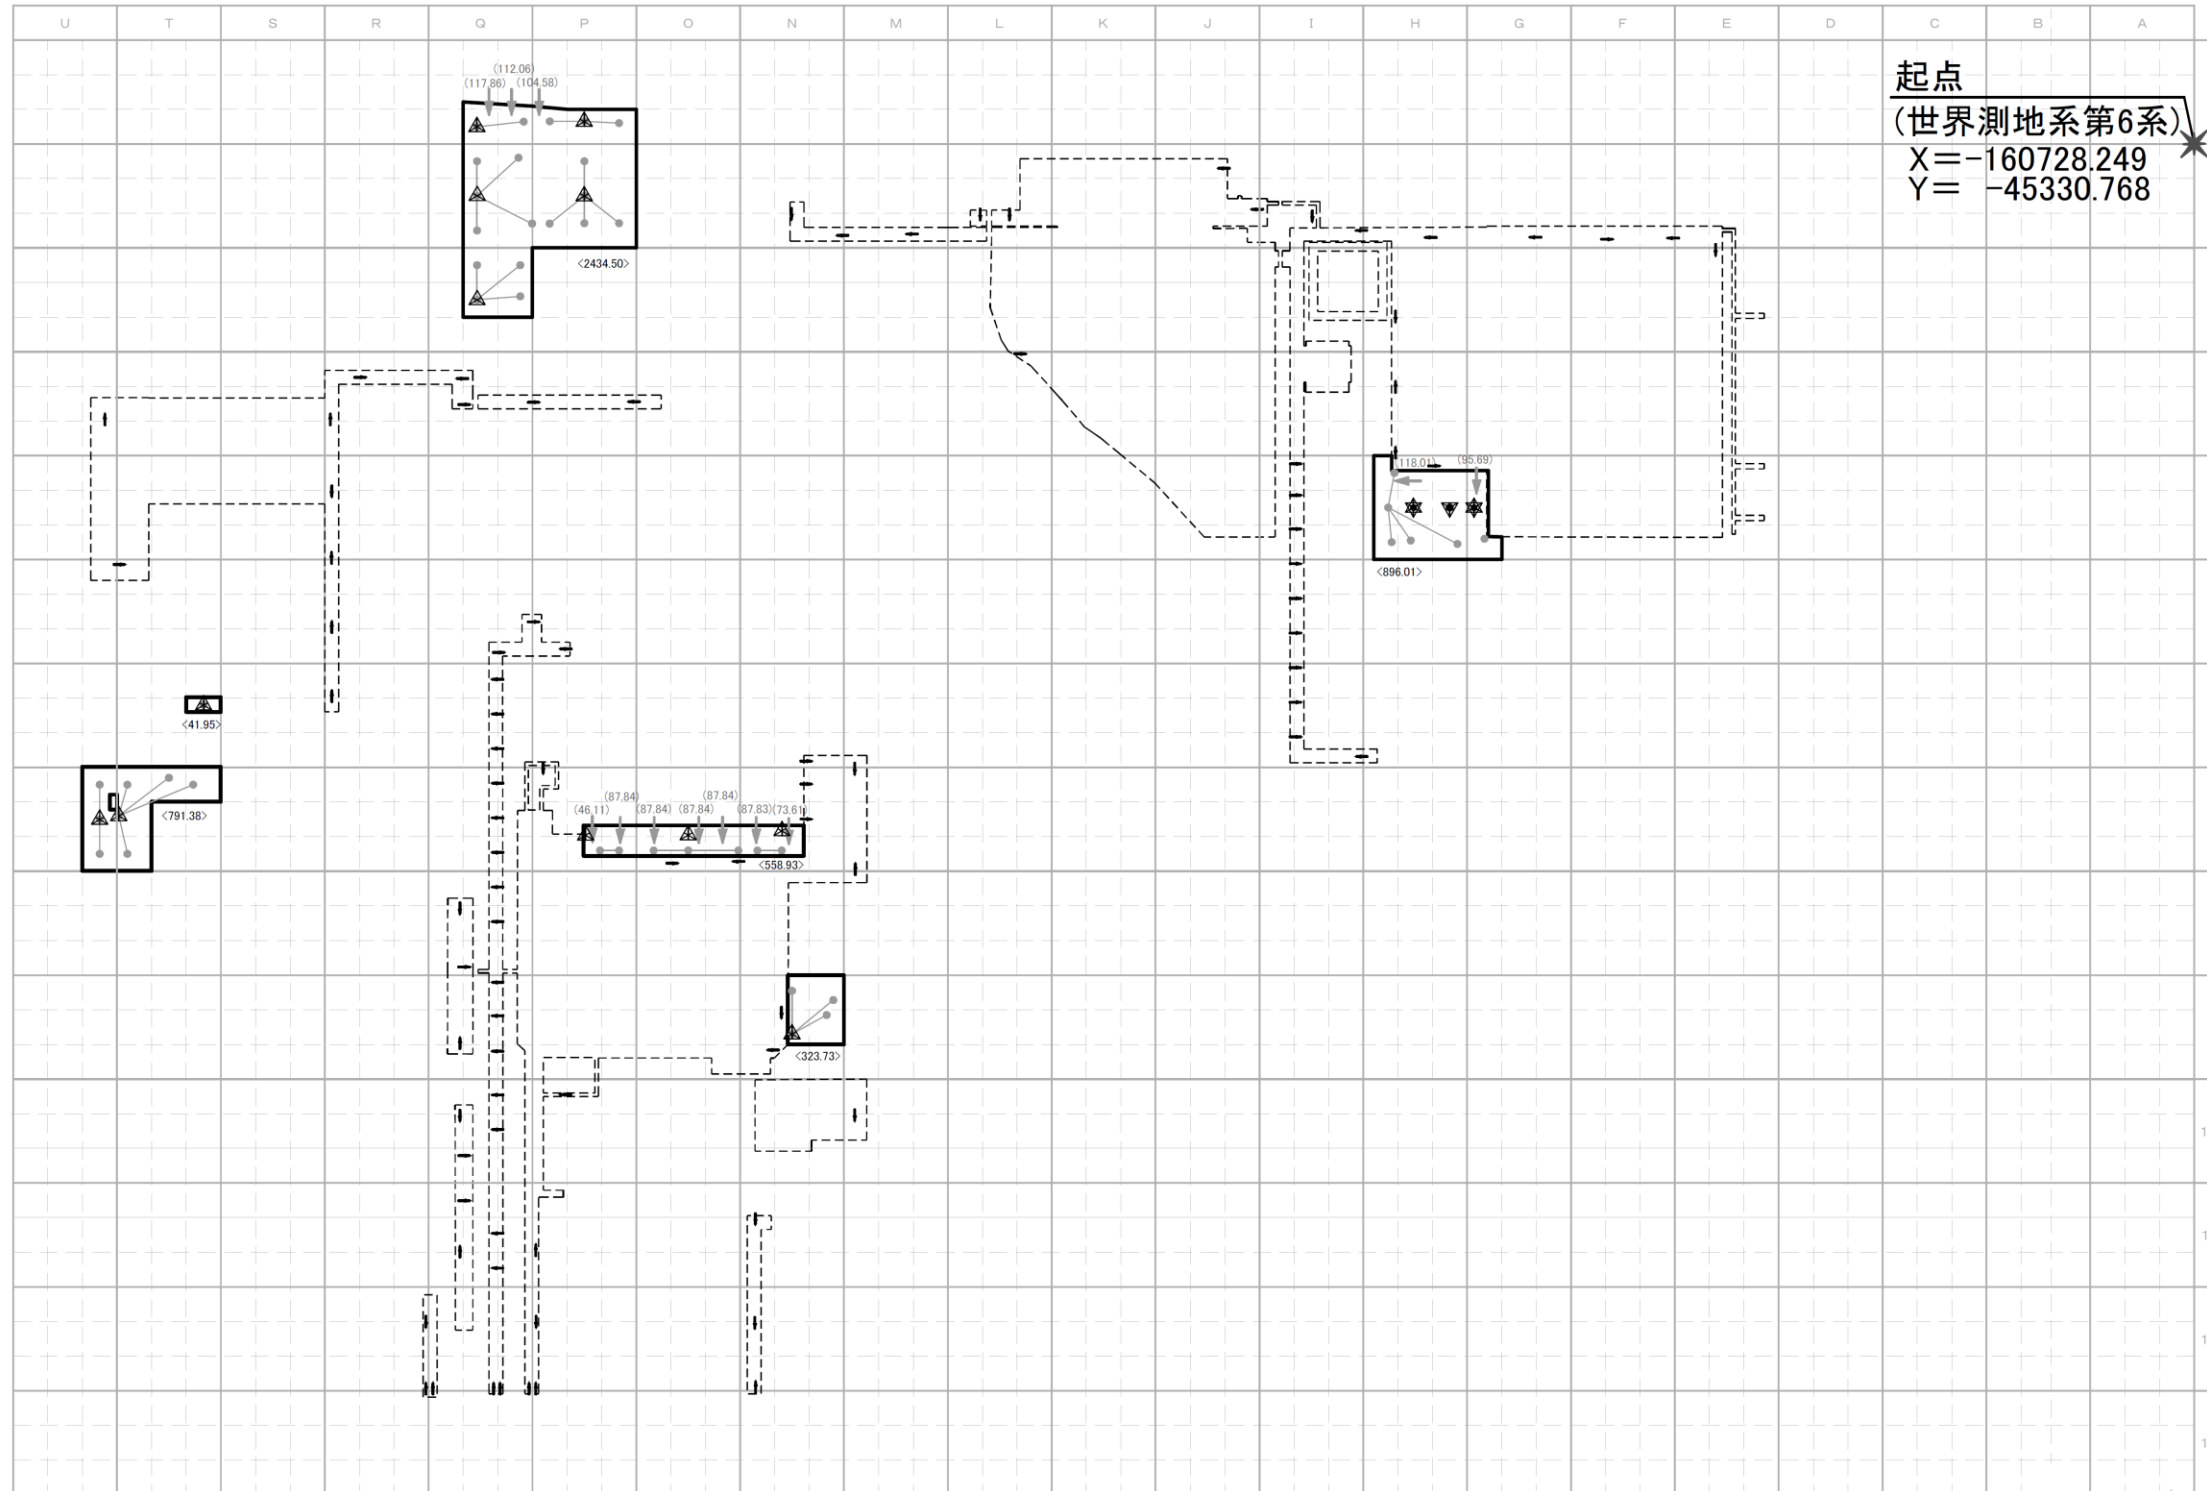 U T S R Q P O N M L K J I H G F E D C B A
起点
(世界測地系第6系)
X=-160728.249
Y= -45330.768
(112.06)
(117.86) (104.58)
<2434.50>
(118.01) (95.69)
<896.01>
<41.95>
<791.38>
(87.84) (87.84)
(46.11) (87.84) (87.84) (87.83) (73.61)
<558.93>
<323.73>